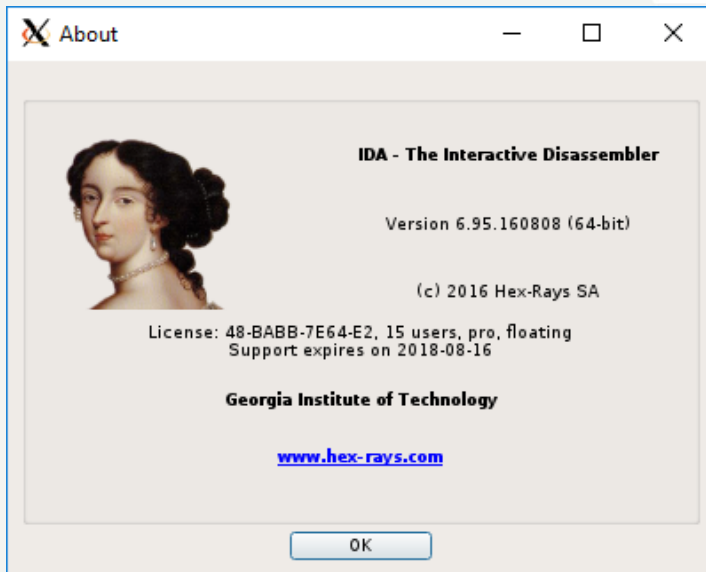 About
IDA - The Interactive Disassembler
Version 6.95.160808 (64-bit)
(c) 2016 Hex-Rays SA
License: 48-BABB-7E64-E2, 15 users, pro, floating
Support expires on 2018-08-16
Georgia Institute of Technology
www.hex-rays.com
OK